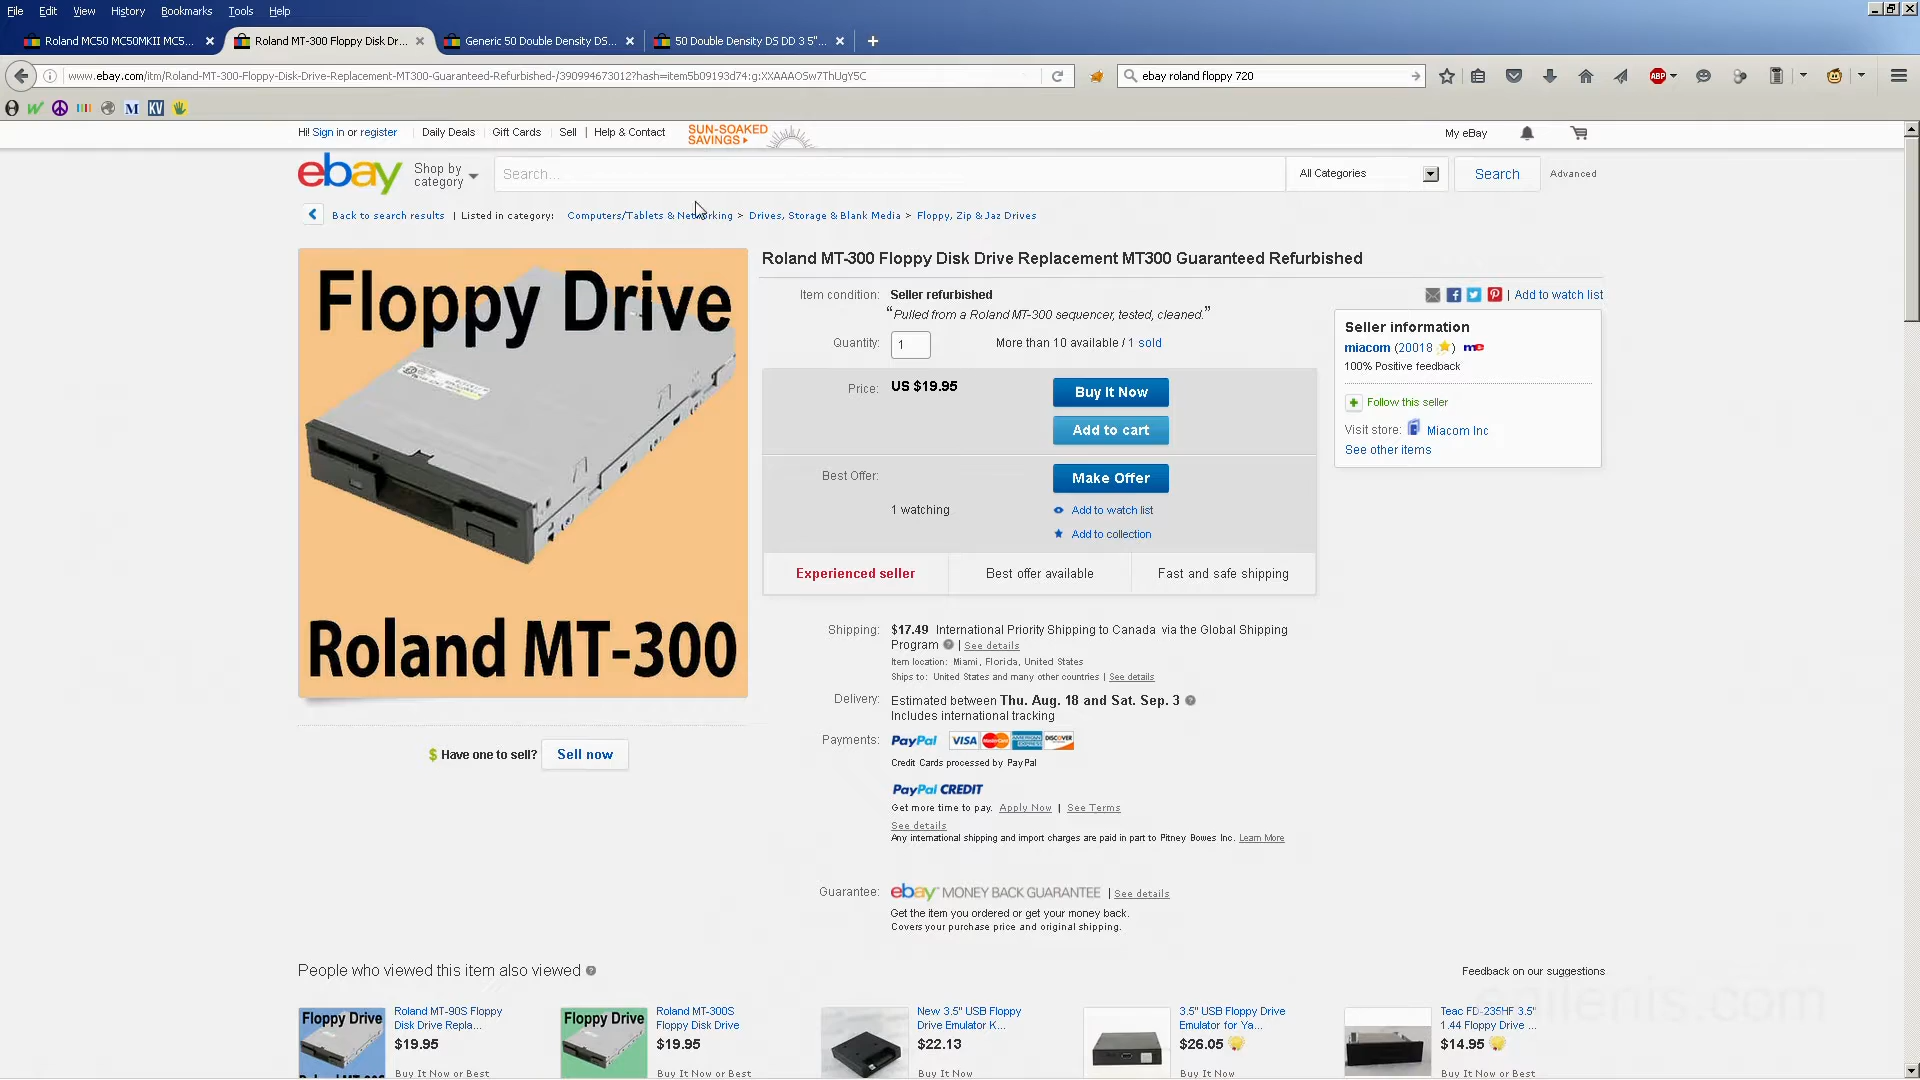 File Edit View History Bookmarks Tools Help
Roland MC50 MC50MKII MC5... × Roland MT-300 Floppy Disk Dr... × Generic 50 Double Density DS... × 50 Double Density DS DD 3 5"... × +
www.ebay.com/itm/Roland-MT-300-Floppy-Disk-Drive-Replacement-MT300-Guaranteed-Refurbished-/390994673012?hash=item5b09193d74:g:XXAAAOSw7ThUgY5C
ebay roland floppy 720
ABP
M KV
Hi! Sign in or register Daily Deals Gift Cards Sell Help & Contact
SUN-SOAKED
SAVINGS
My eBay
ebay
Shop by
category
Search...
All Categories
Search
Advanced
Back to search results | Listed in category: Computers/Tablets & Networking > Drives, Storage & Blank Media > Floppy, Zip & Jaz Drives
Floppy Drive
Roland MT-300
$ Have one to sell? Sell now
Roland MT-300 Floppy Disk Drive Replacement MT300 Guaranteed Refurbished
Item condition: Seller refurbished
“Pulled from a Roland MT-300 sequencer, tested, cleaned.”
Quantity: 1 More than 10 available / 1 sold
Price: US $19.95
Buy It Now
Add to cart
Best Offer:
Make Offer
1 watching
Add to watch list
Add to collection
Experienced seller Best offer available Fast and safe shipping
| Add to watch list
Seller information
miacom (20018 ) me
100% Positive feedback
Follow this seller
Visit store: Miacom Inc
See other items
Shipping: $17.49 International Priority Shipping to Canada via the Global Shipping
Program | See details
Item location: Miami, Florida, United States
Ships to: United States and many other countries | See details
Delivery: Estimated between Thu. Aug. 18 and Sat. Sep. 3
Includes international tracking
Payments: PayPal VISA MasterCard AMERICAN EXPRESS DISCOVER
Credit Cards processed by PayPal
PayPal CREDIT
Get more time to pay. Apply Now | See Terms
See details
Any international shipping and import charges are paid in part to Pitney Bowes Inc. Learn More
Guarantee: ebay MONEY BACK GUARANTEE | See details
Get the item you ordered or get your money back.
Covers your purchase price and original shipping.
People who viewed this item also viewed
Feedback on our suggestions
Floppy Drive
Roland MT-90S Floppy
Disk Drive Repla...
$19.95
Buy It Now or Best
Floppy Drive
Roland MT-300S
Floppy Disk Drive
$19.95
Buy It Now or Best
New 3.5" USB Floppy
Drive Emulator K...
$22.13
Buy It Now
3.5" USB Floppy Drive
Emulator for Ya...
$26.05
Buy It Now
Teac FD-235HF 3.5"
1.44 Floppy Drive ...
$14.95
Buy It Now or Best